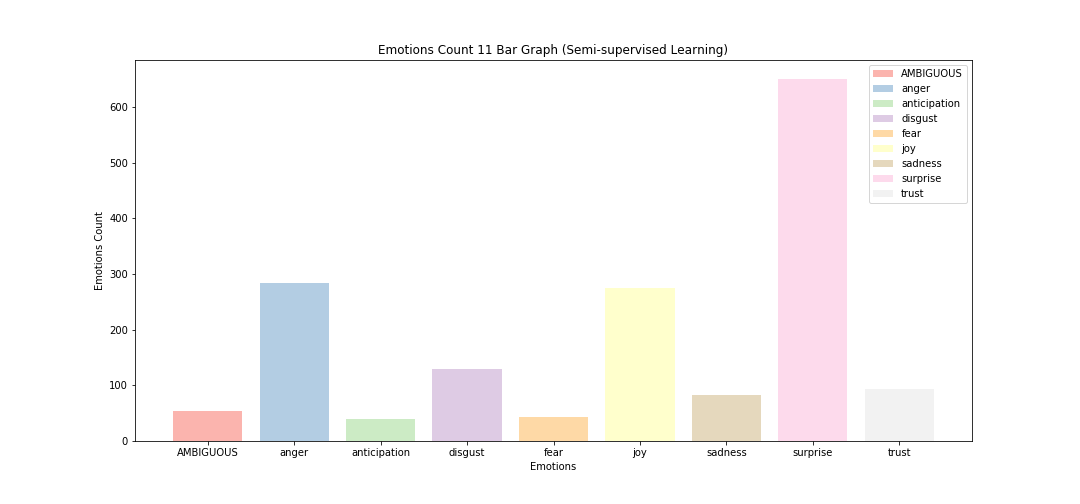 Emotions Count 11 Bar Graph (Semi-supervised Learning)
AMBIGUOUS
anger
anticipation
disgust
fear
joy
sadness
surprise
trust
Emotions Count
600
500
400
300
200
100
0
AMBIGUOUS anger anticipation disgust fear joy sadness surprise trust
Emotions